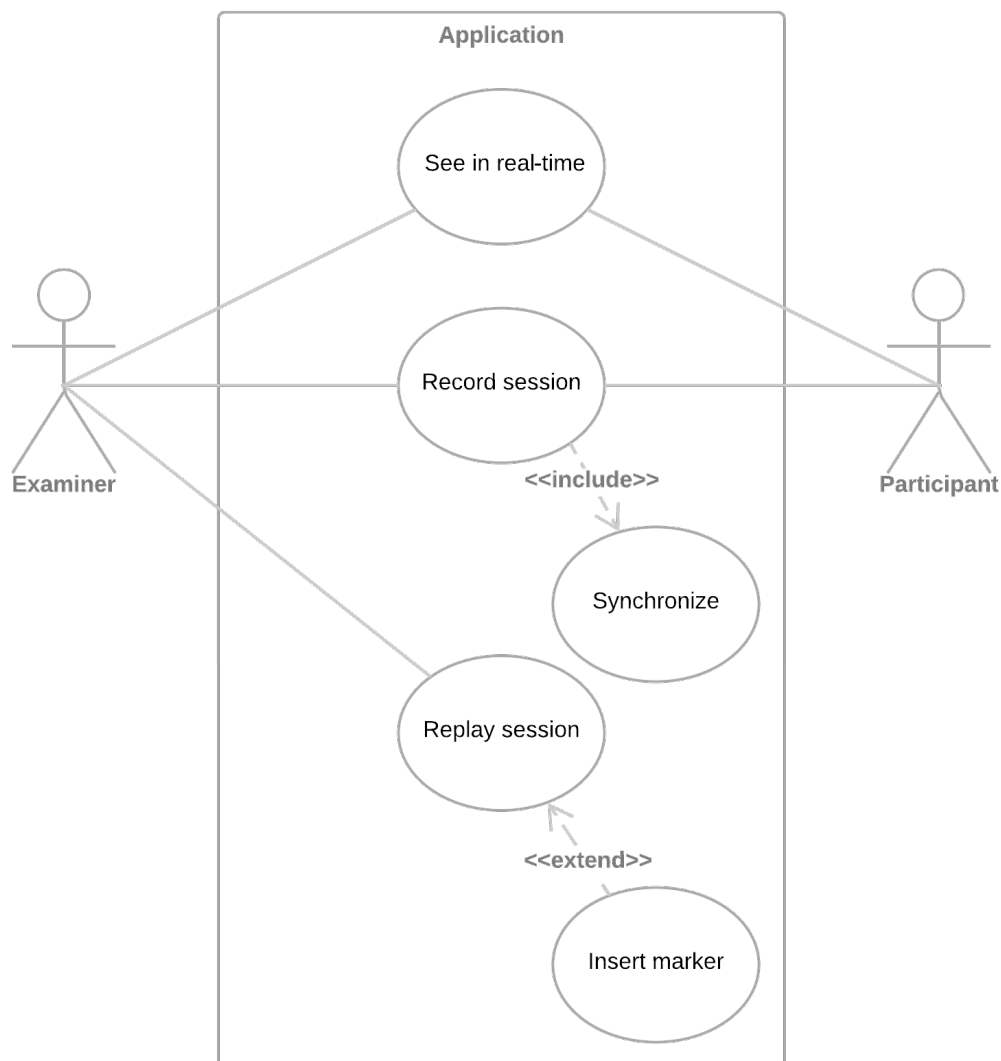 Application
See in real-time
Record session
Examiner
Participant
<<include>>
Synchronize
Replay session
<<extend>>
Insert marker